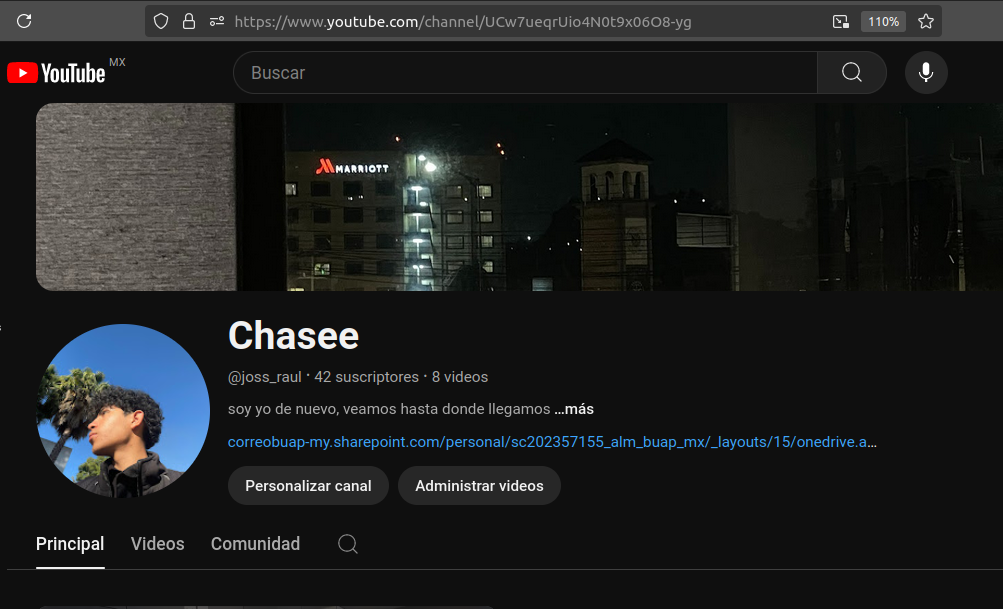 https://www.youtube.com/channel/UCw7ueqrUio4N0t9x06O8-yg 110%
YouTube MX
Buscar
MARRIOTT
Chasee
@joss_raul · 42 suscriptores · 8 videos
soy yo de nuevo, veamos hasta donde llegamos ...más
correobuap-my.sharepoint.com/personal/sc202357155_alm_buap_mx/_layouts/15/onedrive.a...
Personalizar canal Administrar videos
Principal Videos Comunidad